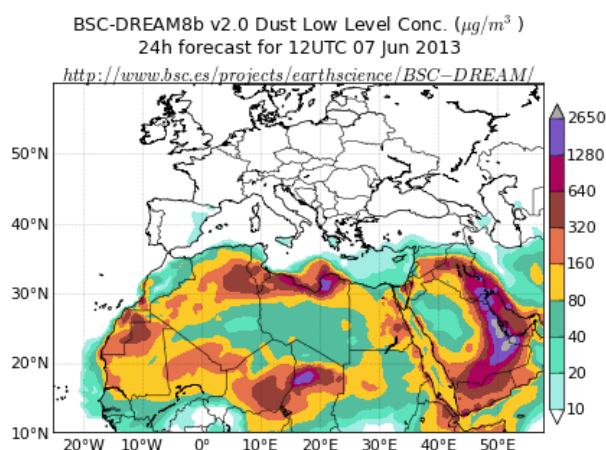 BSC-DREAM8b v2.0 Dust Low Level Conc. (μg/m³ )
24h forecast for 12UTC 07 Jun 2013
http://www.bsc.es/projects/earthscience/BSC−DREAM/
50°N
40°N
30°N
20°N
10°N
20°W 10°W 0° 10°E 20°E 30°E 40°E 50°E
2650
1280
640
320
160
80
40
20
10